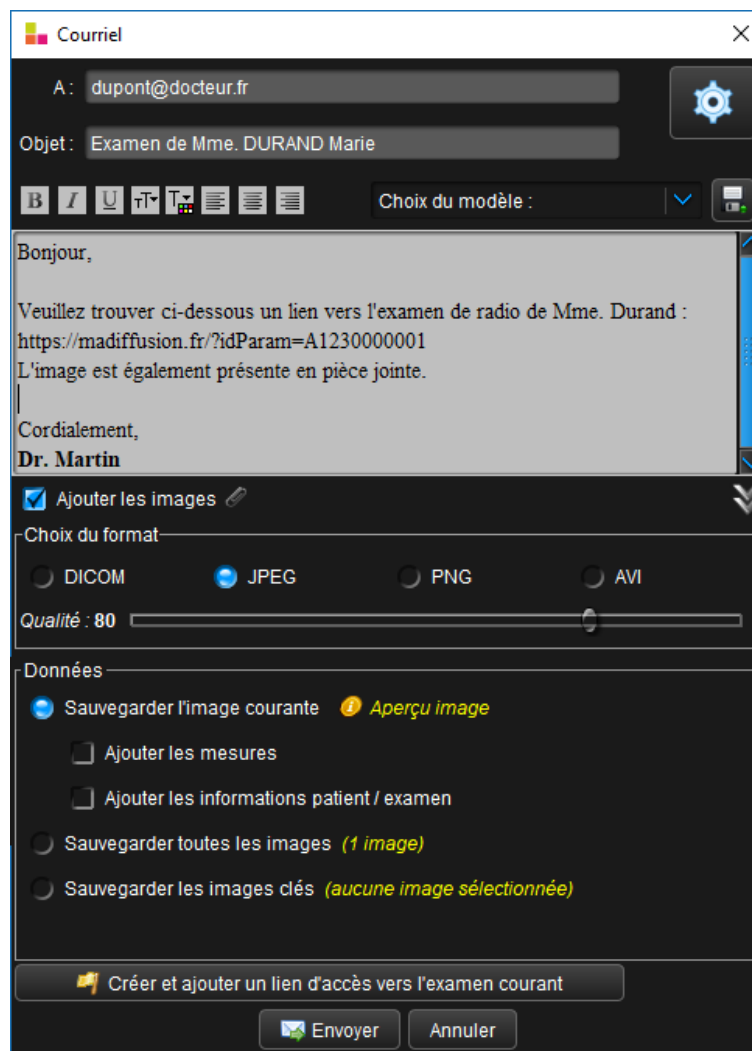 Courriel
A : dupont@docteur.fr
Objet : Examen de Mme. DURAND Marie
B I U TT T Choix du modèle :
Bonjour,
Veuillez trouver ci-dessous un lien vers l'examen de radio de Mme. Durand :
https://madiffusion.fr/?idParam=A1230000001
L'image est également présente en pièce jointe.
Cordialement,
Dr. Martin
Ajouter les images
Choix du format
DICOM JPEG PNG AVI
Qualité : 80
Données
Sauvegarder l'image courante Aperçu image
Ajouter les mesures
Ajouter les informations patient / examen
Sauvegarder toutes les images (1 image)
Sauvegarder les images clés (aucune image sélectionnée)
Créer et ajouter un lien d'accès vers l'examen courant
Envoyer Annuler